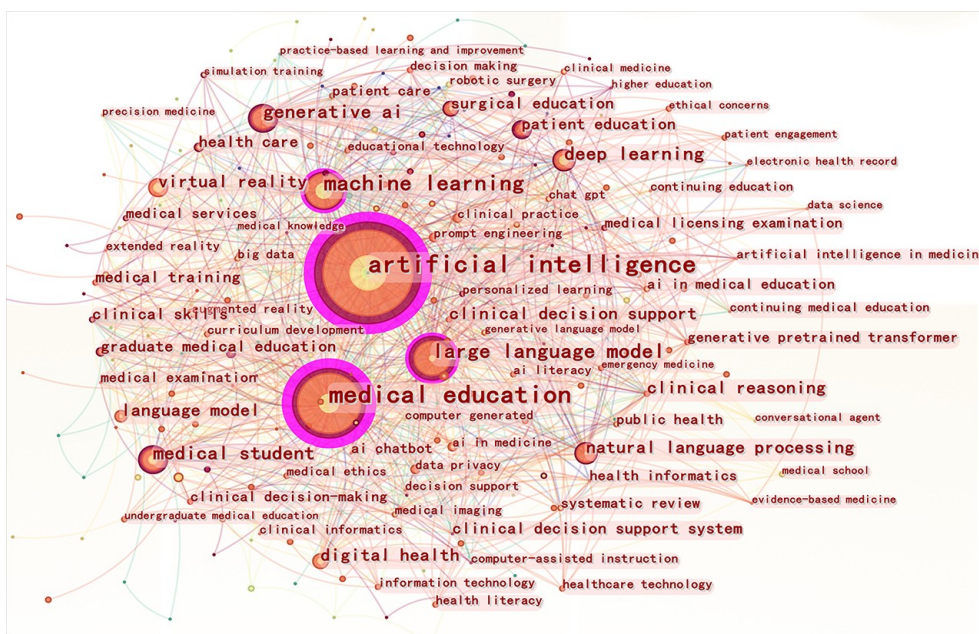 practice-based learning and improvement
simulation training
decision making
clinical medicine
robotic surgery
higher education
patient care
precision medicine
generative ai
surgical education
ethical concerns
patient education
patient engagement
health care
educational technology
deep learning
electronic health record
virtual reality
machine learning
continuing education
chat gpt
data science
medical services
clinical practice
medical knowledge
medical licensing examination
prompt engineering
extended reality
big data
artificial intelligence in medicin
artificial intelligence
medical training
personalized learning
ai in medical education
augmented reality
continuing medical education
clinical skills
clinical decision support
curriculum development
generative language model
generative pretrained transformer
graduate medical education
large language model
emergency medicine
ai literacy
medical examination
clinical reasoning
medical education
language model
computer generated
public health
conversational agent
ai chatbot
ai in medicine
natural language processing
medical student
data privacy
medical ethics
medical school
health informatics
decision support
clinical decision-making
evidence-based medicine
systematic review
medical imaging
undergraduate medical education
clinical informatics
clinical decision support system
digital health
computer-assisted instruction
information technology
healthcare technology
health literacy